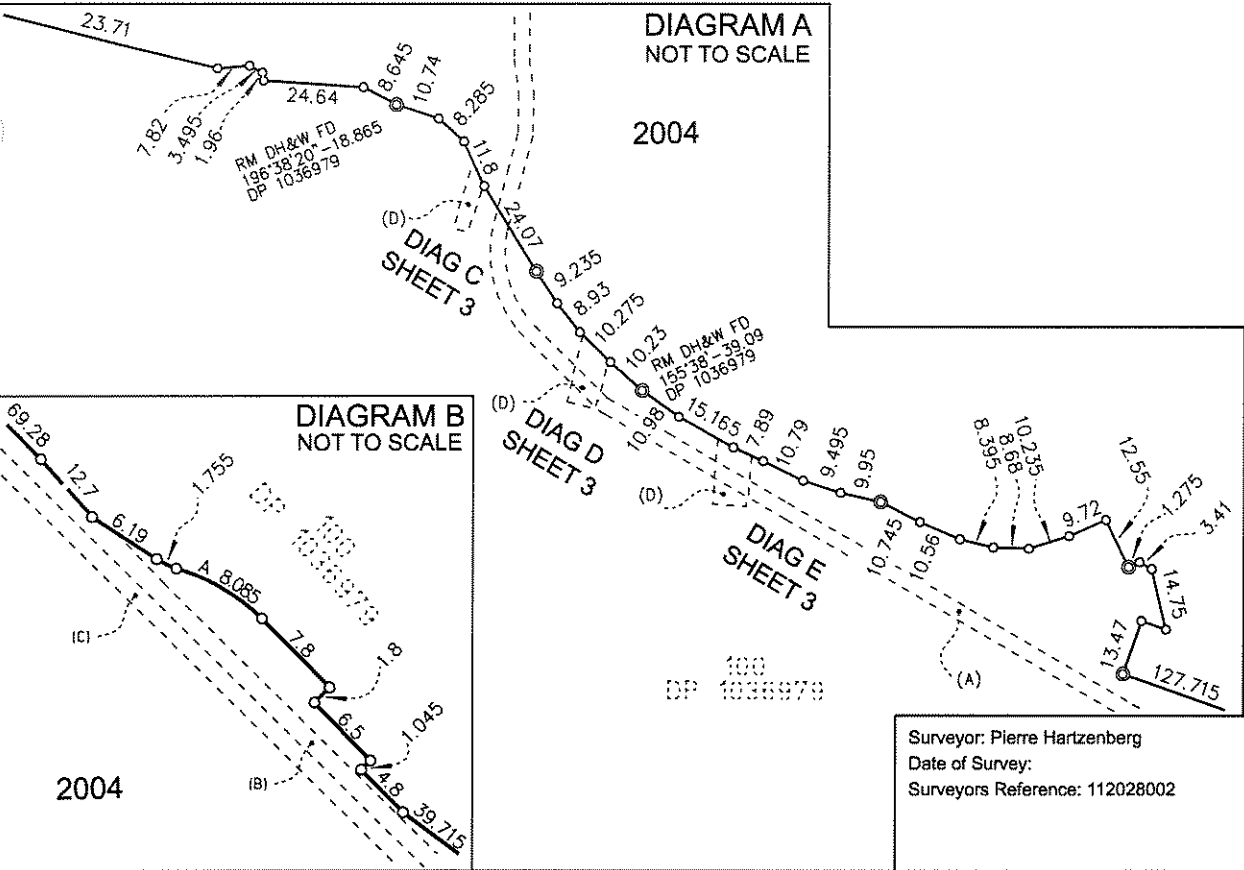 DIAGRAM A
NOT TO SCALE
2004
23.71
7.82
3.495
1.96
24.64
8.645
10.74
8.285
11.8
RM DH&W FD
196°38'20"-18.865
DP 1036979
(D)
24.07
DIAG C
SHEET 3
9.235
8.93
10.275
10.23
RM DH&W FD
155°38'-39.09
DP 1036979
(D)
DIAG D
SHEET 3
10.98
15.165
7.89
10.79
9.495
9.95
(D)
DIAG E
SHEET 3
10.745
10.56
8.395
8.68
10.235
9.72
12.55
1.275
3.41
14.75
13.47
127.715
(A)
100
DP 1036979
DIAGRAM B
NOT TO SCALE
69.28
12.7
6.19
1.755
A 8.085
100
DP 1036979
7.8
1.8
6.5
1.045
4.8
39.715
(C)
(B)
2004
Surveyor: Pierre Hartzenberg
Date of Survey:
Surveyors Reference: 112028002